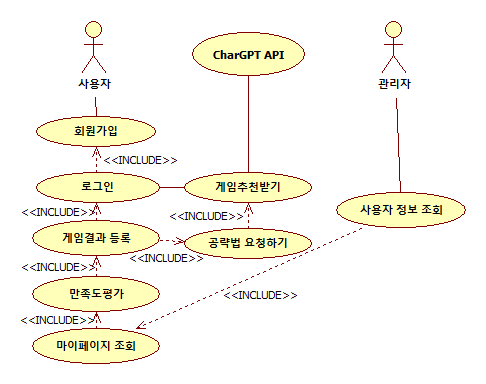 CharGPT API
사용자
관리자
회원가입
<<INCLUDE>>
로그인
게임추천받기
<<INCLUDE>>
<<INCLUDE>>
사용자 정보 조회
게임결과 등록
<<INCLUDE>>
공략법 요청하기
<<INCLUDE>>
만족도평가
<<INCLUDE>>
<<INCLUDE>>
마이페이지 조회